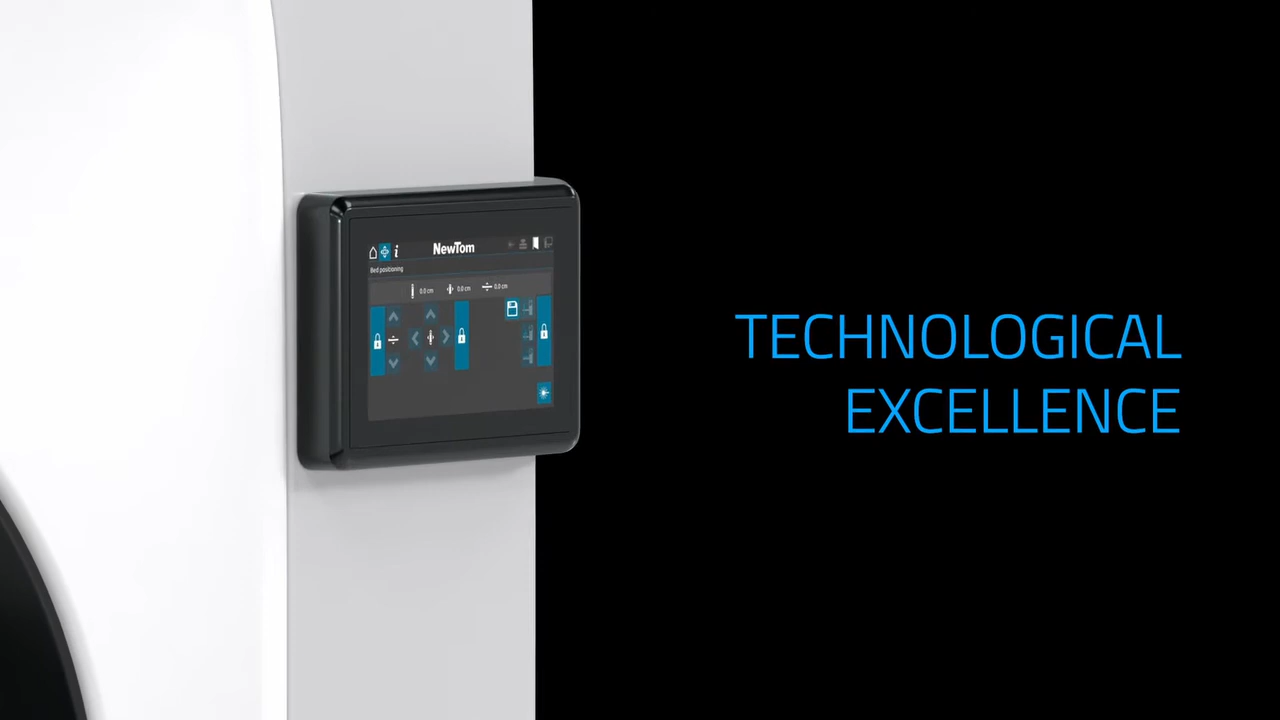 NewTom
Bed positioning
0.0 cm 0.0 cm 0.0 cm
TECHNOLOGICAL
EXCELLENCE